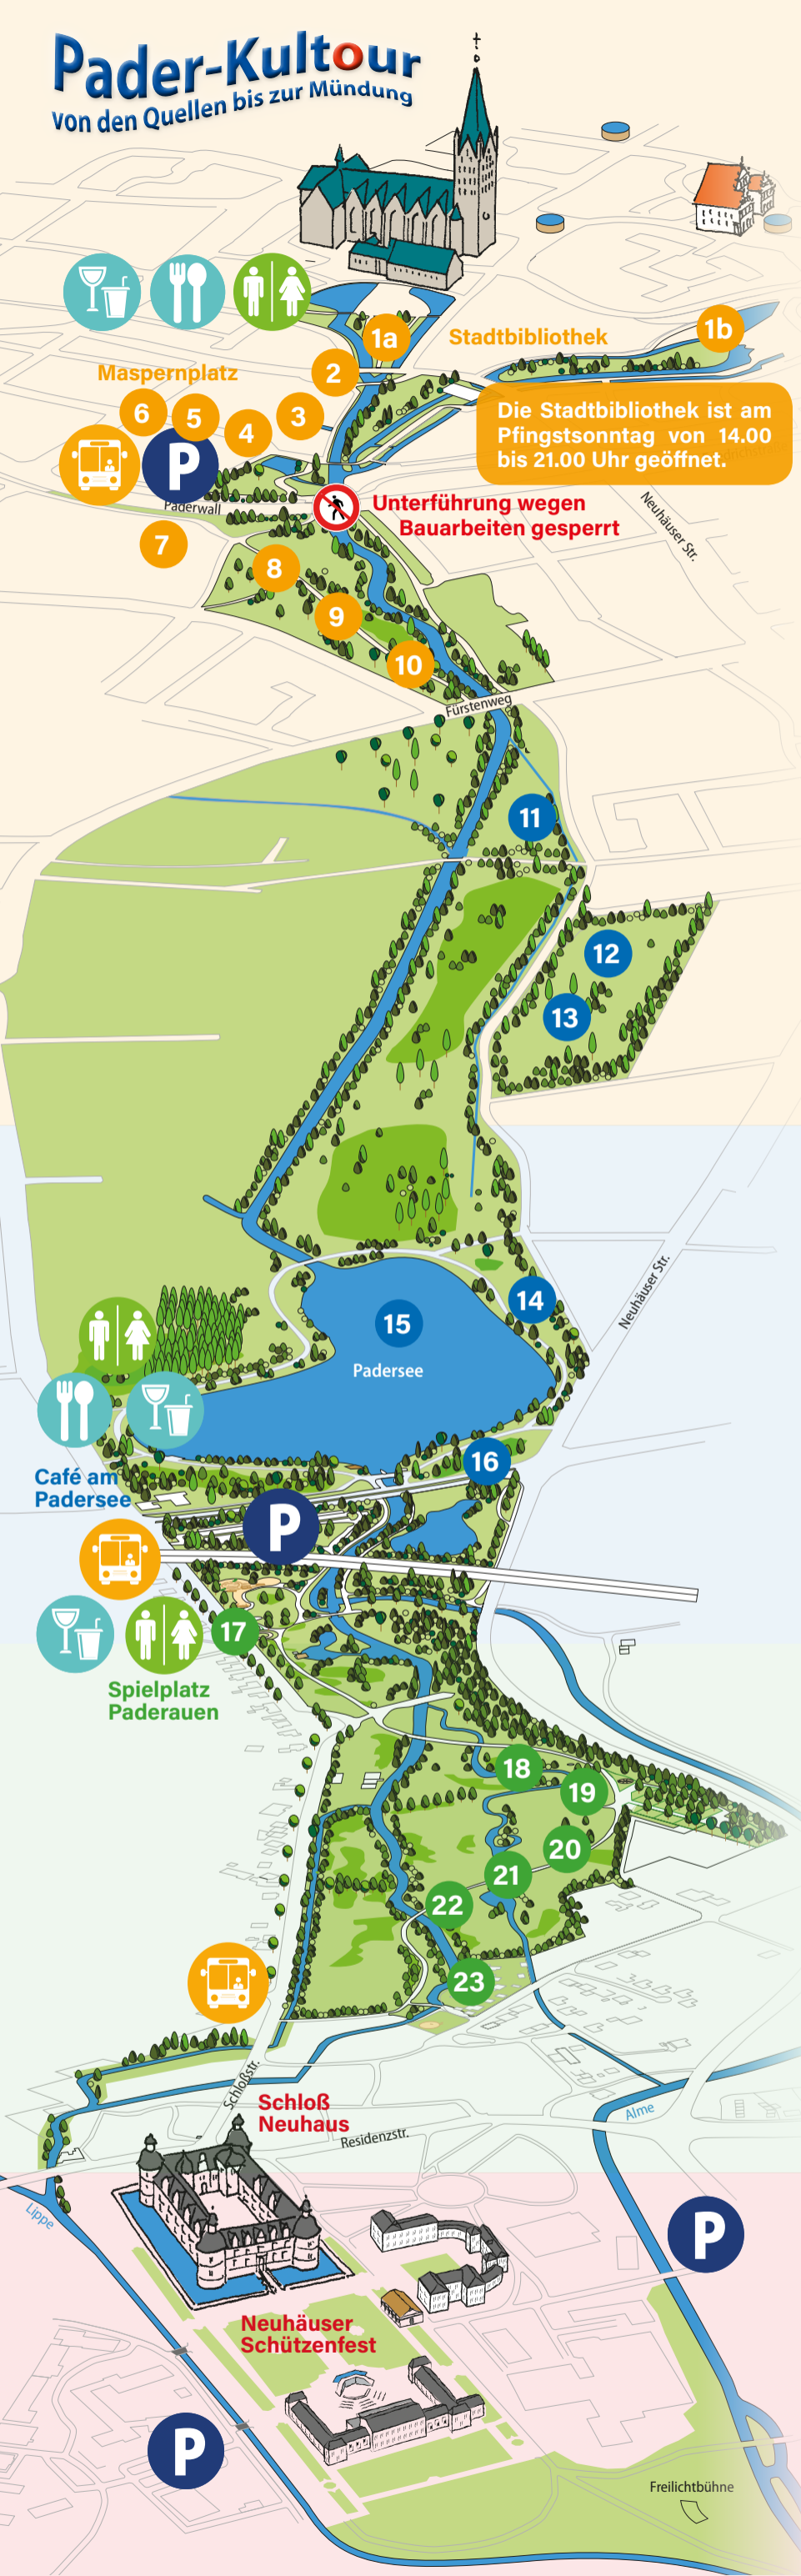 Pader-Kultour
von den Quellen bis zur Mündung
1a
Stadtbibliothek
1b
2
Maspernplatz
6
5
4
3
Die Stadtbibliothek ist am
Pfingstsonntag von 14.00
bis 21.00 Uhr geöffnet.
P
Paderwall
Unterführung wegen
Bauarbeiten gesperrt
Neuhäuser Str.
7
8
9
10
Fürstenweg
11
12
13
Neuhäuser Str.
14
15
Padersee
16
Café am
Padersee
P
17
Spielplatz
Paderauen
18
19
20
21
22
23
Schloßstr.
Schloß
Neuhaus
Residenzstr.
Alme
Lippe
P
Neuhäuser
Schützenfest
P
Freilichtbühne